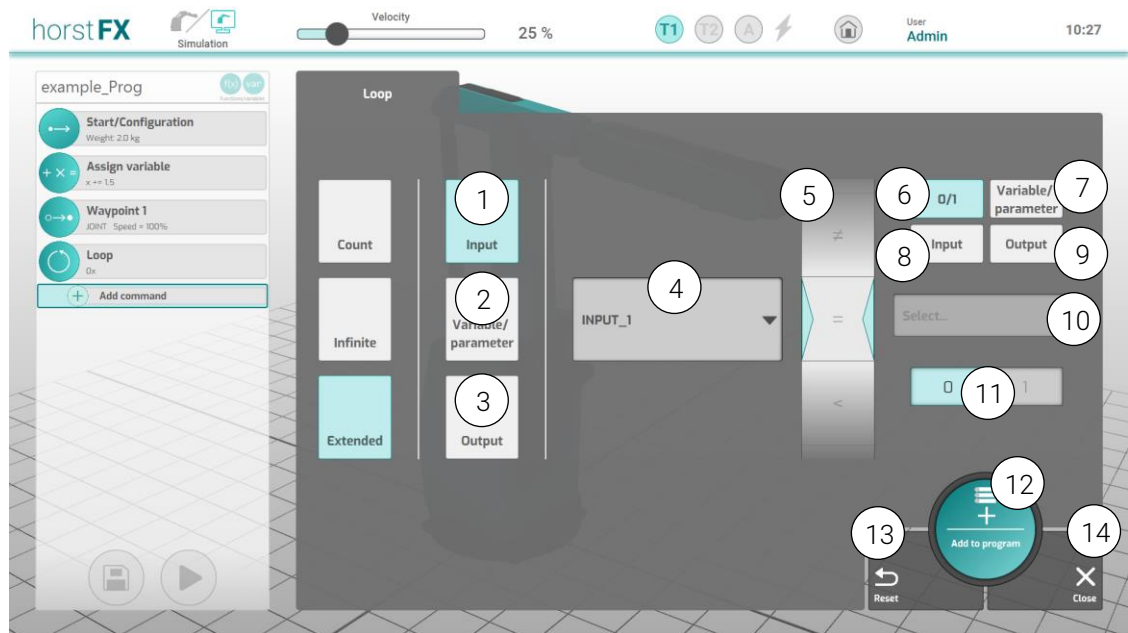 horstFX
Simulation
Velocity
25 %
T1
T2
A
User
Admin
10:27
example_Prog
f(x)
var
Start/Configuration
Weight: 2.0 kg
Assign variable
x += 1.5
Waypoint 1
JOINT Speed = 100%
Loop
0x
Add command
Loop
Count
Infinite
Extended
1
Input
2
Variable/
parameter
3
Output
4
INPUT_1
5
≠
=
<
6
0/1
7
Variable/
parameter
8
Input
9
Output
10
Select...
11
0
1
12
Add to program
13
Reset
14
Close